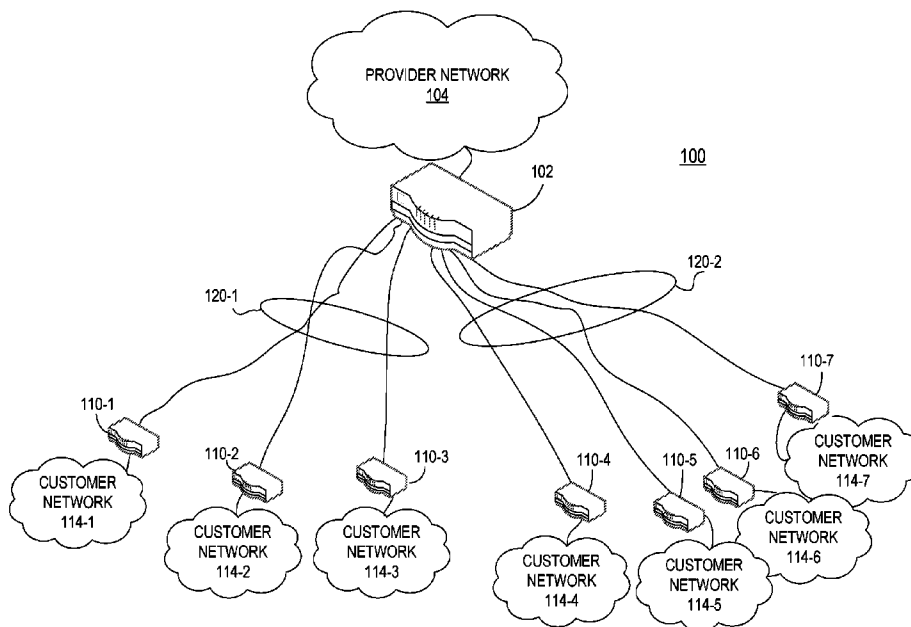 PROVIDER NETWORK
104
100
102
120-1
120-2
110-1
110-2
110-3
110-4
110-5
110-6
110-7
CUSTOMER
NETWORK
114-1
CUSTOMER
NETWORK
114-2
CUSTOMER
NETWORK
114-3
CUSTOMER
NETWORK
114-4
CUSTOMER
NETWORK
114-5
CUSTOMER
NETWORK
114-6
CUSTOMER
NETWORK
114-7